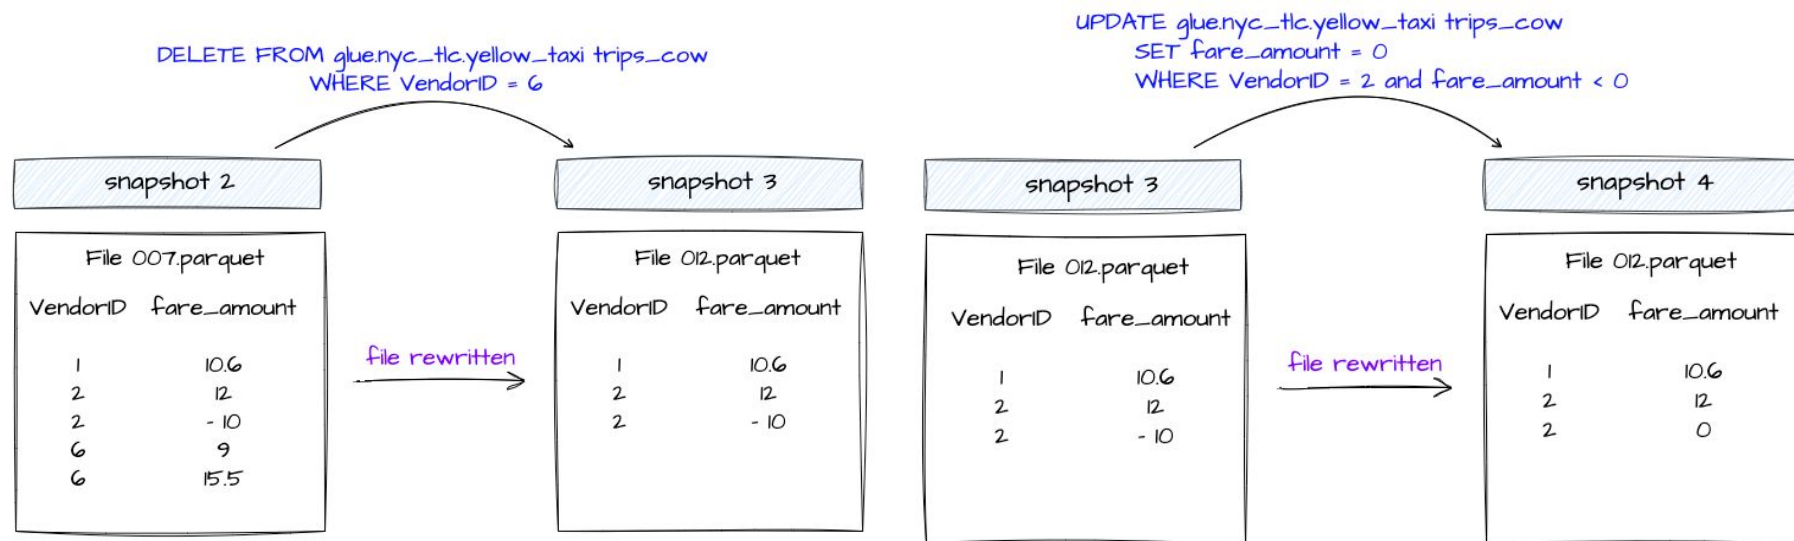 DELETE FROM glue.nyc_tlc.yellow_taxi trips_cow
WHERE VendorID = 6
snapshot 2
snapshot 3
File 007.parquet
VendorID fare_amount
1 10.6
2 12
2 - 10
6 9
6 15.5
file rewritten
File 012.parquet
VendorID fare_amount
1 10.6
2 12
2 - 10
UPDATE glue.nyc_tlc.yellow_taxi trips_cow
SET fare_amount = 0
WHERE VendorID = 2 and fare_amount < 0
snapshot 3
snapshot 4
File 012.parquet
VendorID fare_amount
1 10.6
2 12
2 - 10
file rewritten
File 012.parquet
VendorID fare_amount
1 10.6
2 12
2 0